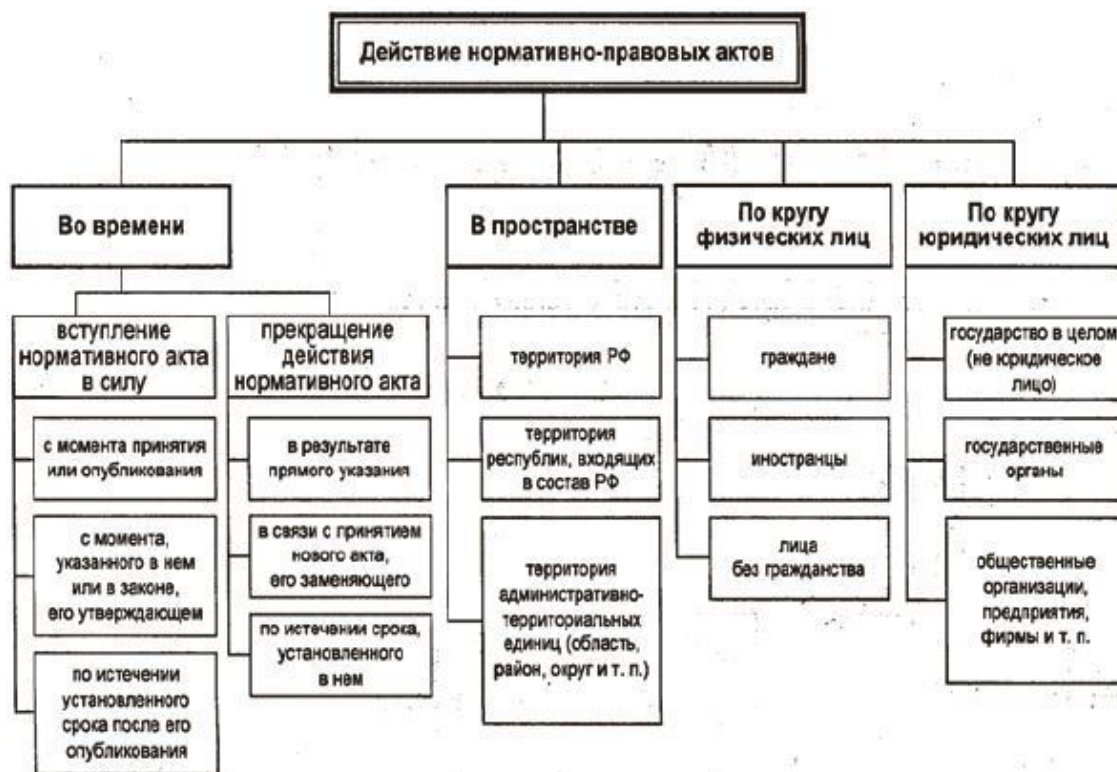 Действие нормативно-правовых актов
Во времени
вступление
нормативного акта
в силу
с момента принятия
или опубликования
с момента,
указанного в нем
или в законе,
его утверждающем
по истечении
установленного
срока после его
опубликования
прекращение
действия
нормативного акта
в результате
прямого указания
в связи с принятием
нового акта,
его заменяющего
по истечении срока,
установленного
в нем
В пространстве
территория РФ
территория
республик, входящих
в состав РФ
территория
административно-
территориальных
единиц (область,
район, округ и т. п.)
По кругу
физических лиц
граждане
иностранцы
лица
без гражданства
По кругу
юридических лиц
государство в целом
(не юридическое
лицо)
государственные
органы
общественные
организации,
предприятия,
фирмы и т. п.